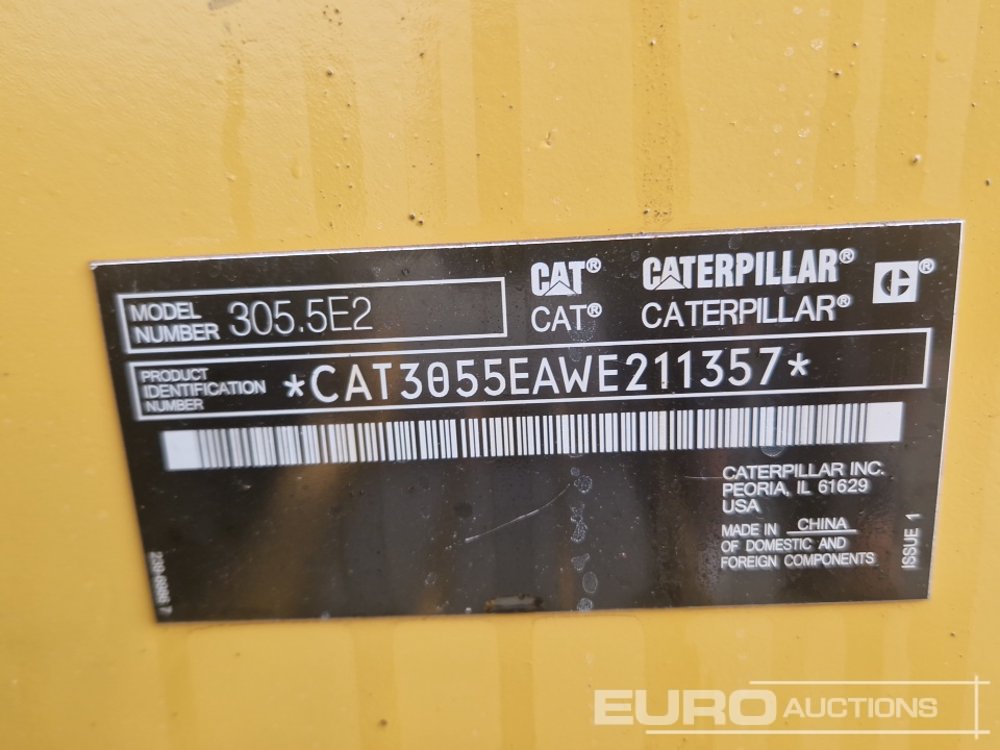 MODEL NUMBER 305.5E2
CAT® CATERPILLAR®
CAT® CATERPILLAR®
PRODUCT IDENTIFICATION NUMBER *CAT3055EAWE211357*
CATERPILLAR INC.
PEORIA, IL 61629
USA
MADE IN CHINA
OF DOMESTIC AND
FOREIGN COMPONENTS
ISSUE 1
EURO AUCTIONS